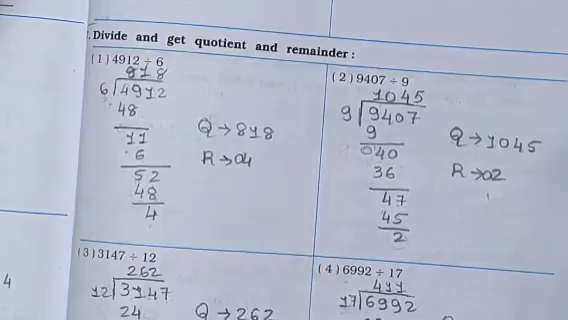 Divide and get quotient and remainder :
(1) 4912 ÷ 6
818
6 4912
48
11
6
52
48
4
Q → 818
R → 04
(2) 9407 ÷ 9
1045
9 9407
9
040
36
47
45
2
Q → 1045
R → 02
(3) 3147 ÷ 12
262
12 3147
24
Q → 262
(4) 6992 ÷ 17
411
17 6992
4